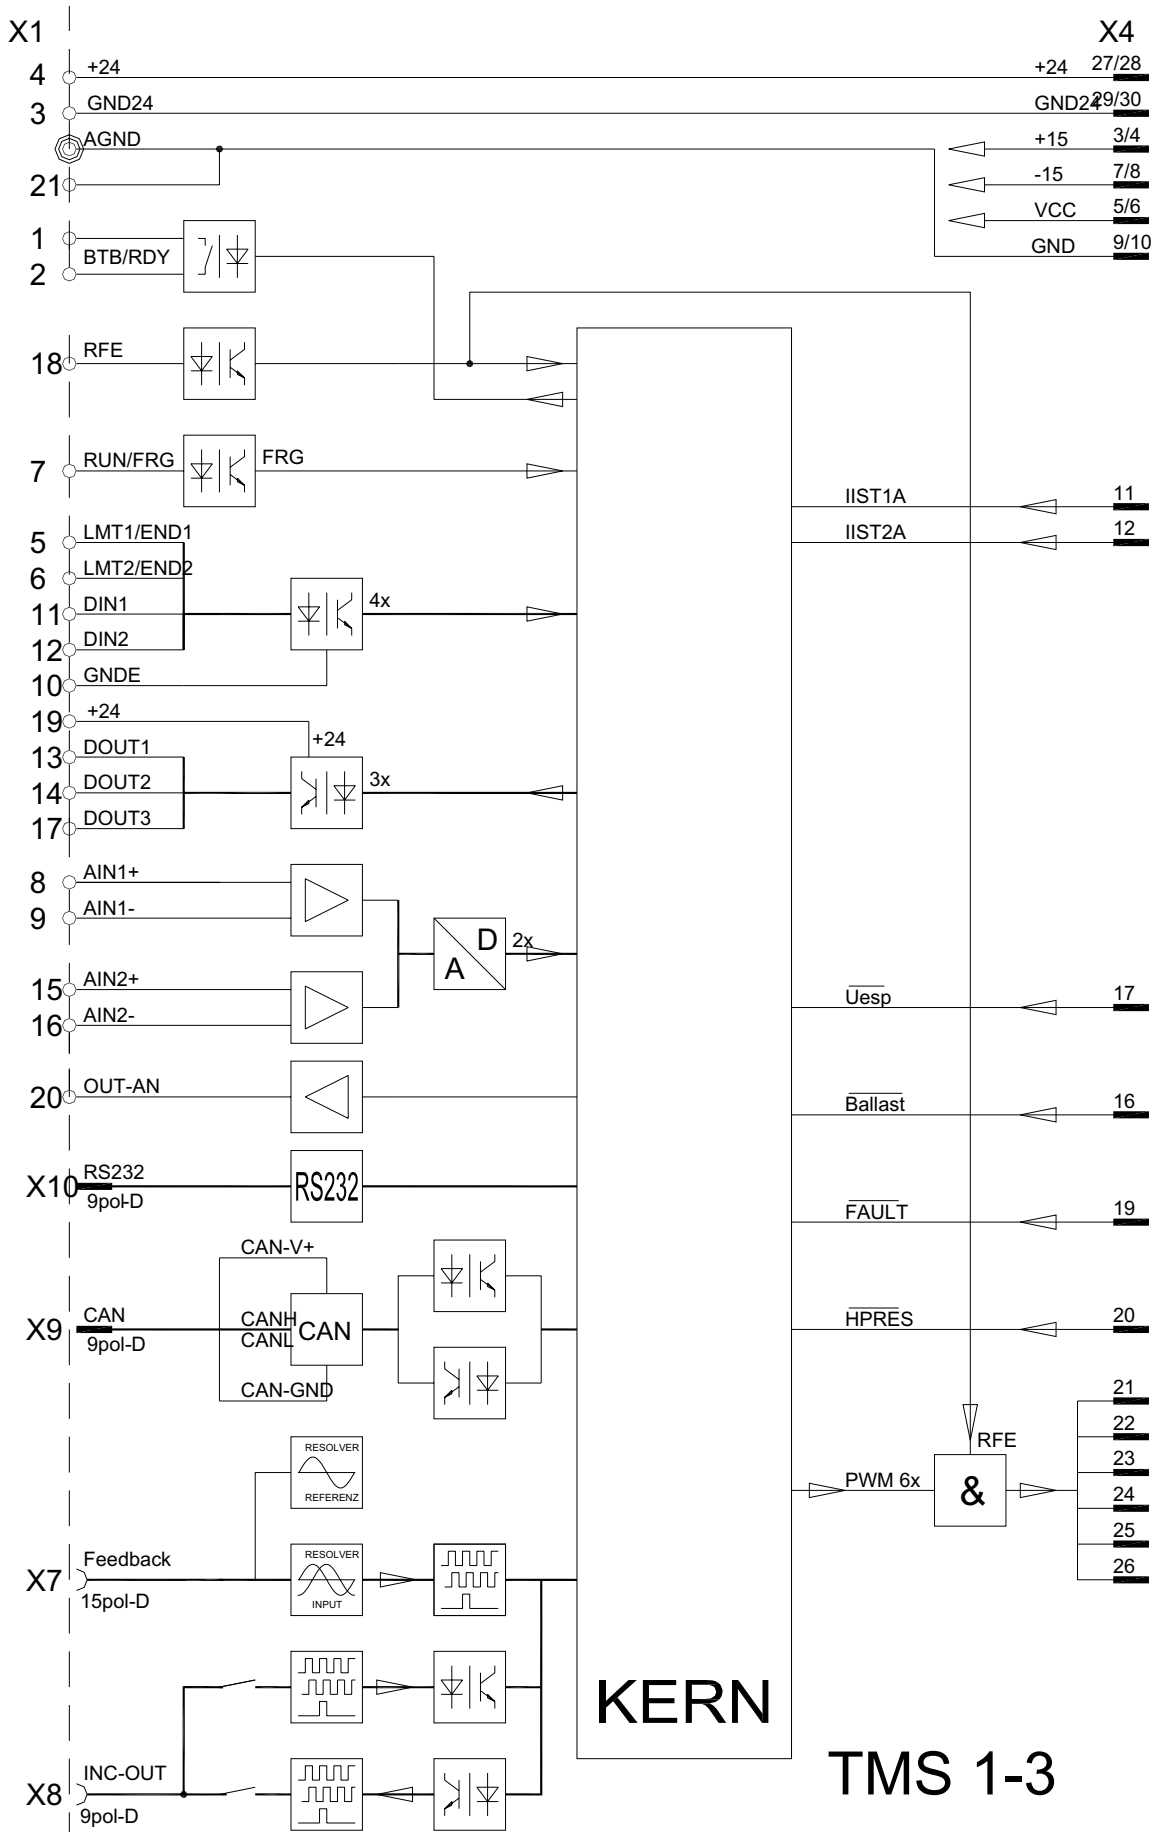 X1 X4
4 +24 +24 27/28
3 GND24 GND24 29/30
AGND +15 3/4
21 -15 7/8
VCC 5/6
1 GND 9/10
BTB/RDY
2
18 RFE
7 RUN/FRG FRG
IIST1A 11
5 LMT1/END1 IIST2A 12
6 LMT2/END2
11 DIN1 4x
12 DIN2
10 GNDE
19 +24
+24
13 DOUT1
14 DOUT2 3x
17 DOUT3
8 AIN1+
9 AIN1-
A D 2x
15 AIN2+ Uesp 17
16 AIN2-
20 OUT-AN Ballast 16
X10 RS232 RS232
9pol-D
FAULT 19
CAN-V+
X9 CAN CANH CAN HPRES 20
9pol-D CANL
CAN-GND 21
22
RESOLVER RFE
REFERENZ 23
PWM 6x & 24
25
X7 Feedback RESOLVER 26
15pol-D INPUT
KERN
TMS 1-3
X8 INC-OUT
9pol-D